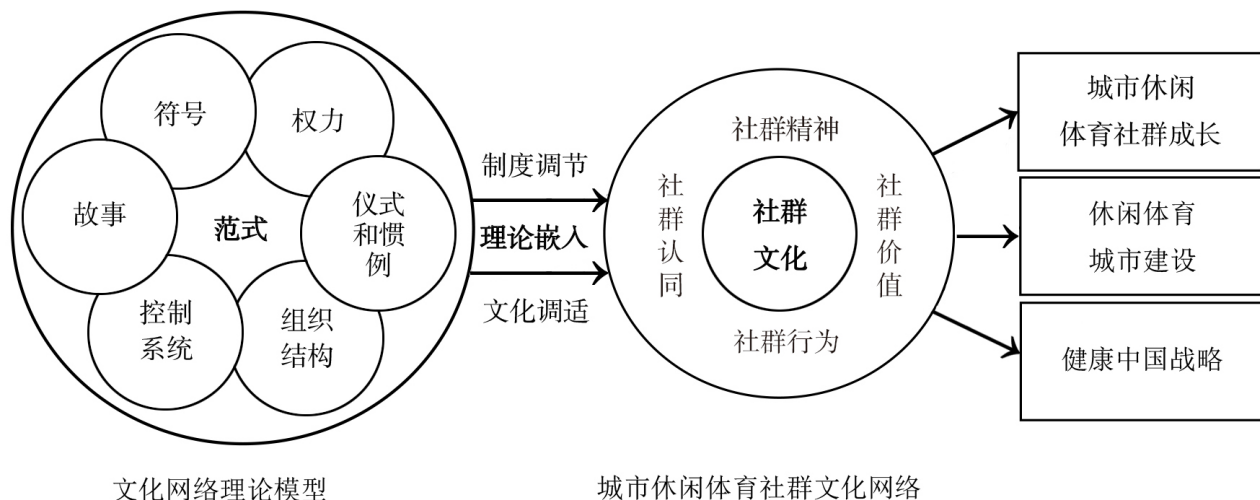 符号
权力
故事
范式
仪式
和惯
例
控制
系统
组织
结构
制度调节
理论嵌入
文化调适
社群精神
社群认同
社群
文化
社群价值
社群行为
城市休闲
体育社群成长
休闲体育
城市建设
健康中国战略
文化网络理论模型
城市休闲体育社群文化网络